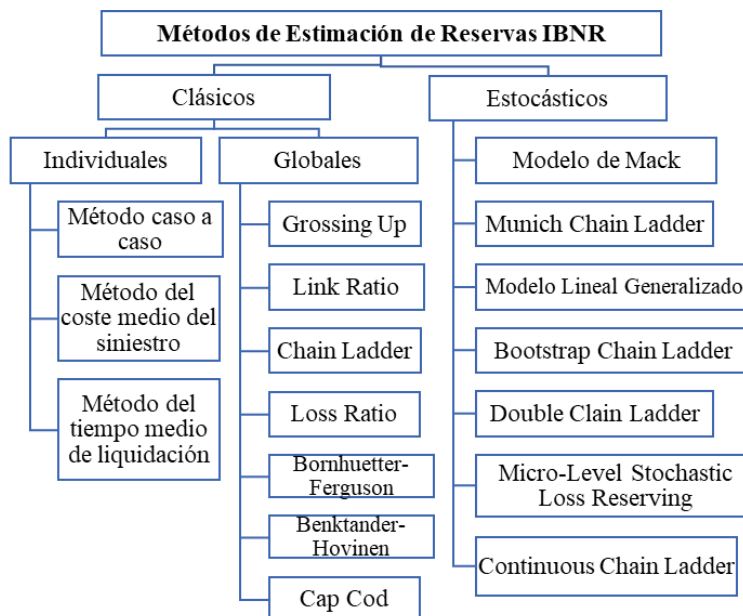 Métodos de Estimación de Reservas IBNR
Clásicos
Estocásticos
Individuales
Globales
Método caso a
caso
Método del
coste medio del
siniestro
Método del
tiempo medio
de liquidación
Grossing Up
Link Ratio
Chain Ladder
Loss Ratio
Bornhuetter-
Ferguson
Benktander-
Hovinen
Cap Cod
Modelo de Mack
Munich Chain Ladder
Modelo Lineal Generalizado
Bootstrap Chain Ladder
Double Clain Ladder
Micro-Level Stochastic
Loss Reserving
Continuous Chain Ladder